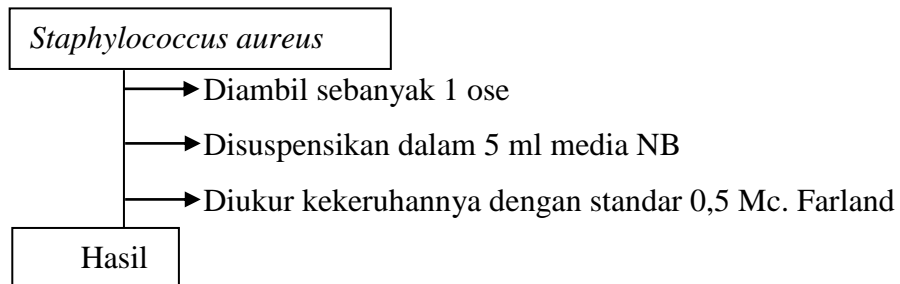 Staphylococcus aureus
Diambil sebanyak 1 ose
Disuspensikan dalam 5 ml media NB
Diukur kekeruhannya dengan standar 0,5 Mc. Farland
Hasil